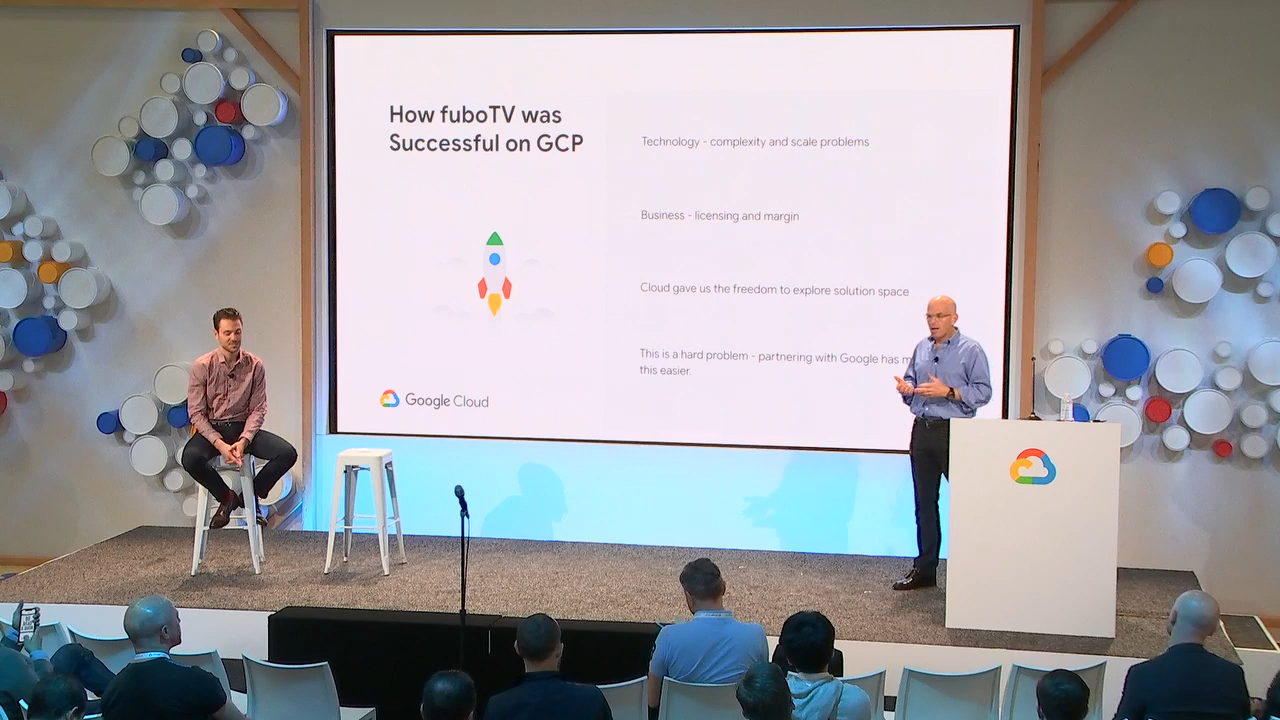 How fuboTV was
Successful on GCP
Technology - complexity and scale problems
Business - licensing and margin
Cloud gave us the freedom to explore solution space
This is a hard problem - partnering with Google has
this easier.
Google Cloud